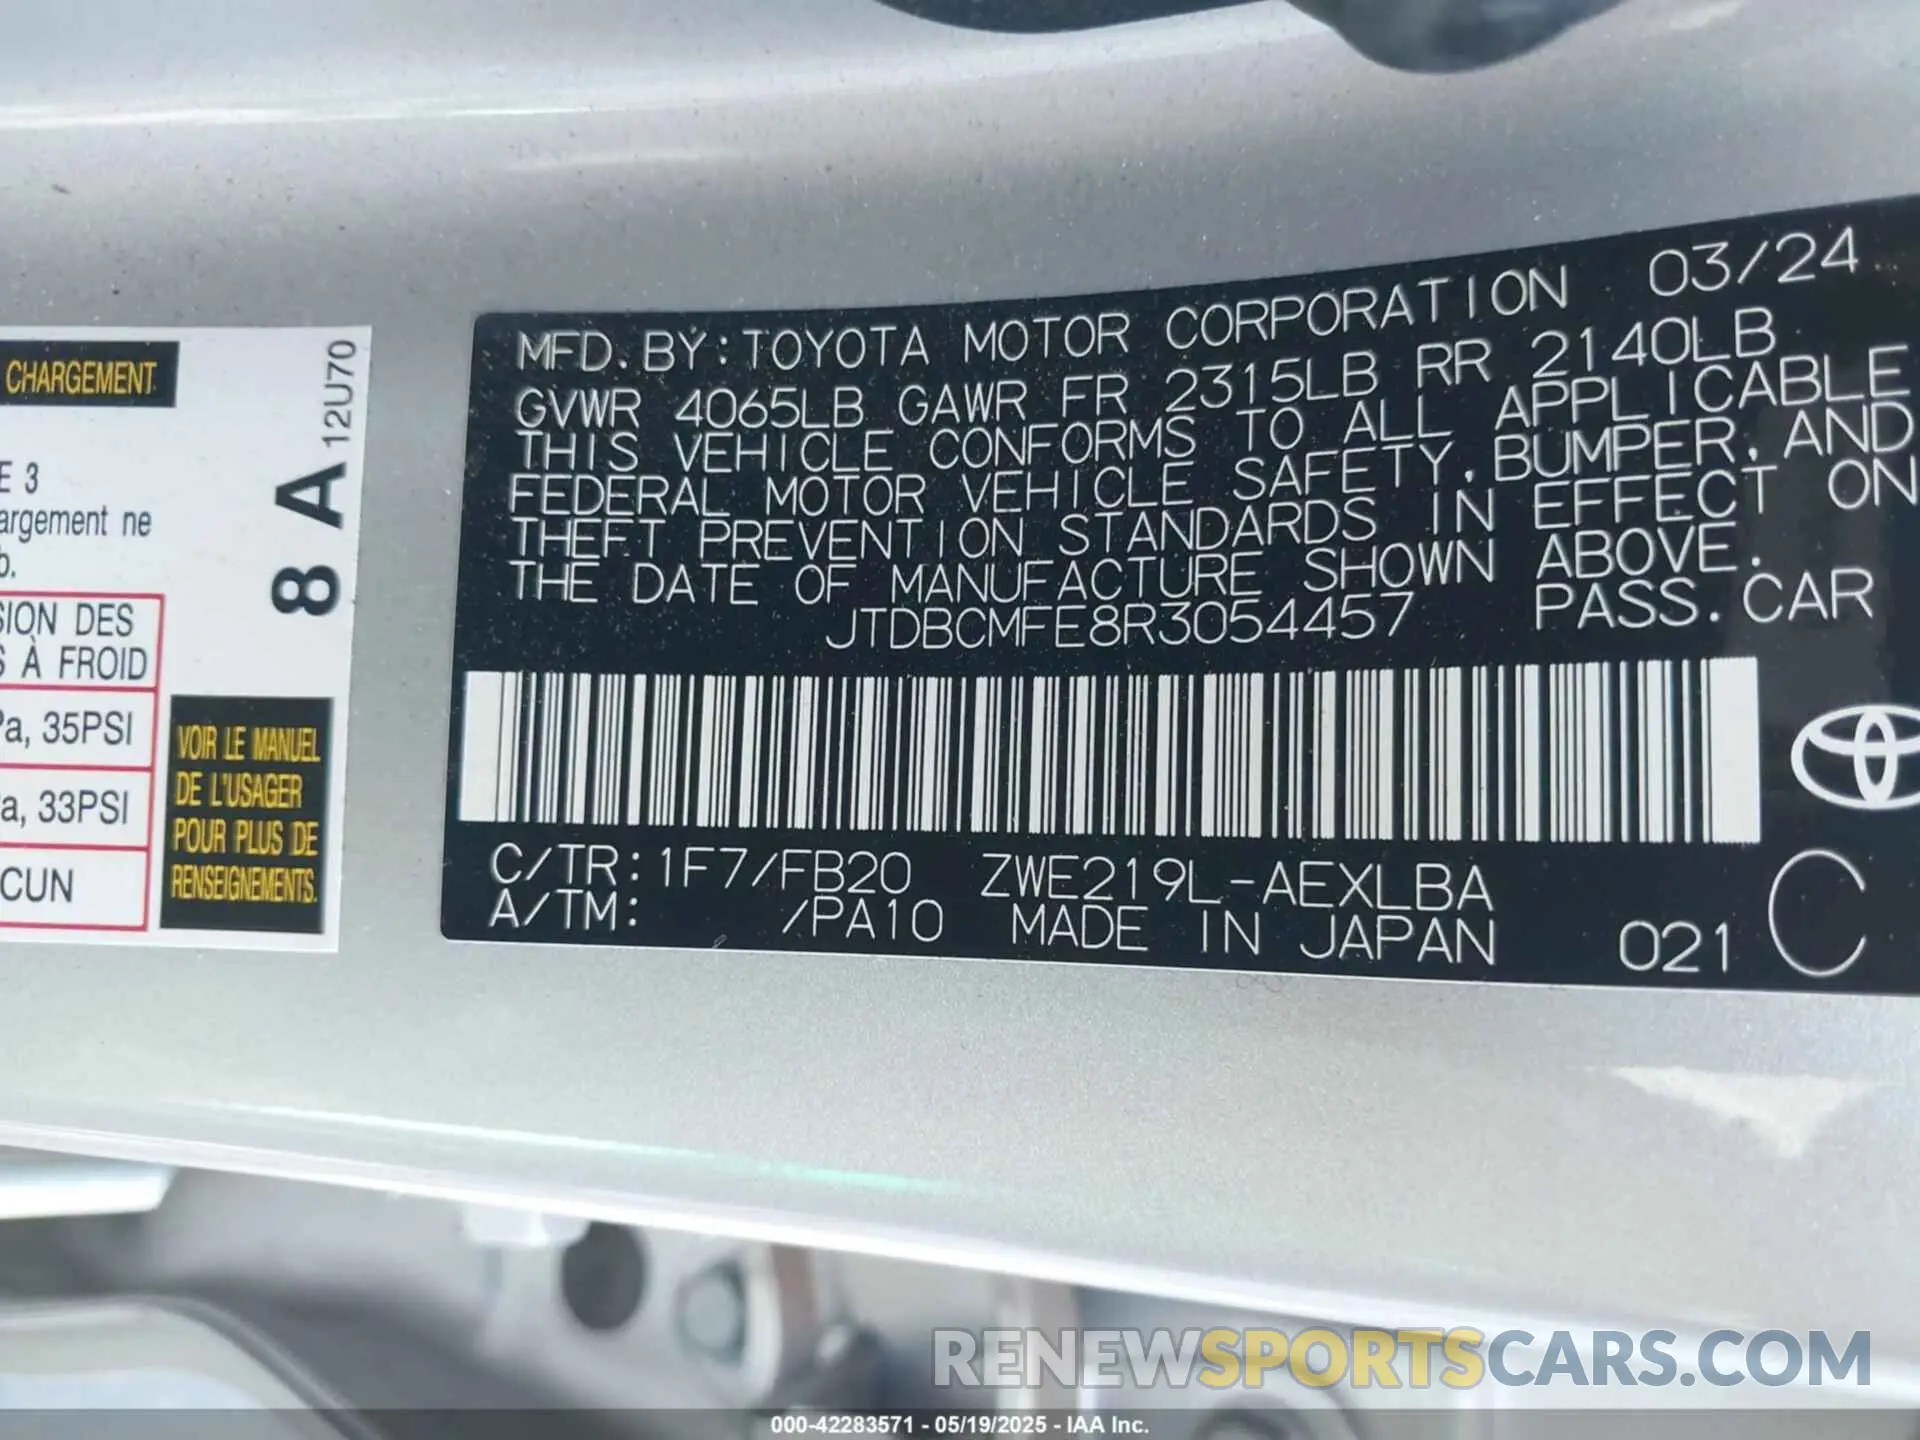 CHARGEMENT
8 A 12U70
E 3
argement ne
b.
SION DES
S À FROID
Pa, 35PSI
a, 33PSI
CUN
VOIR LE MANUEL
DE L'USAGER
POUR PLUS DE
RENSEIGNEMENTS.
MFD. BY: TOYOTA MOTOR CORPORATION 03/24
GVWR 4065LB GAWR FR 2315LB RR 2140LB
THIS VEHICLE CONFORMS TO ALL APPLICABLE
FEDERAL MOTOR VEHICLE SAFETY, BUMPER, AND
THEFT PREVENTION STANDARDS IN EFFECT ON
THE DATE OF MANUFACTURE SHOWN ABOVE.
JTDBCMFE8R3054457 PASS. CAR
C/TR: 1F7/FB20 ZWE219L-AEXLBA
A/TM: /PA10 MADE IN JAPAN 021 C
RENEWSPORTSCARS.COM
000-42283571 - 05/19/2025 - IAA Inc.